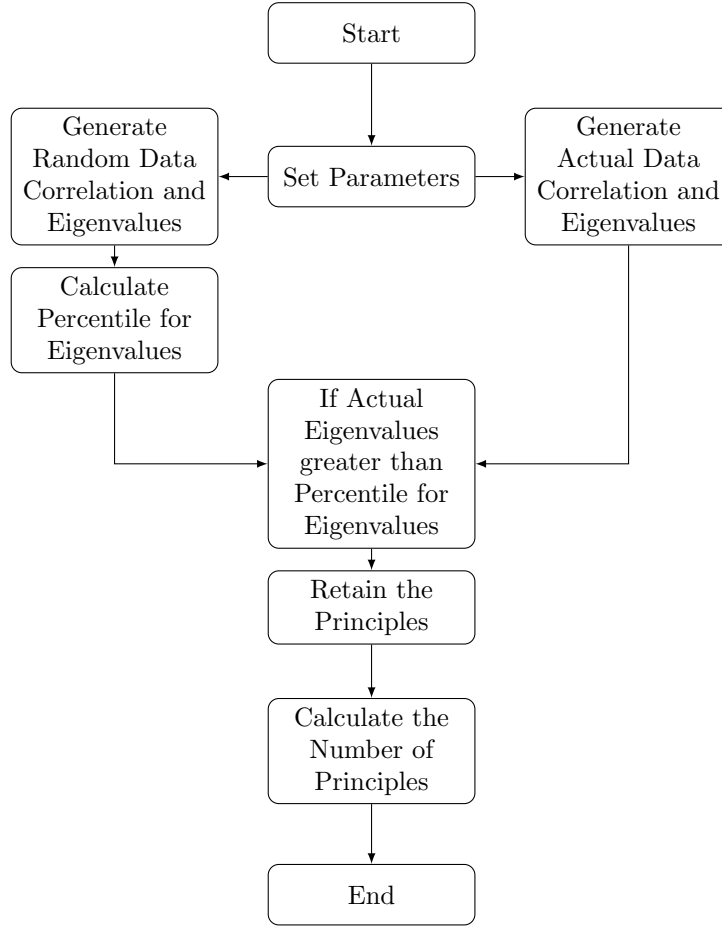 Start
Generate
Random Data
Correlation and
Eigenvalues
Set Parameters
Generate
Actual Data
Correlation and
Eigenvalues
Calculate
Percentile for
Eigenvalues
If Actual
Eigenvalues
greater than
Percentile for
Eigenvalues
Retain the
Principles
Calculate the
Number of
Principles
End